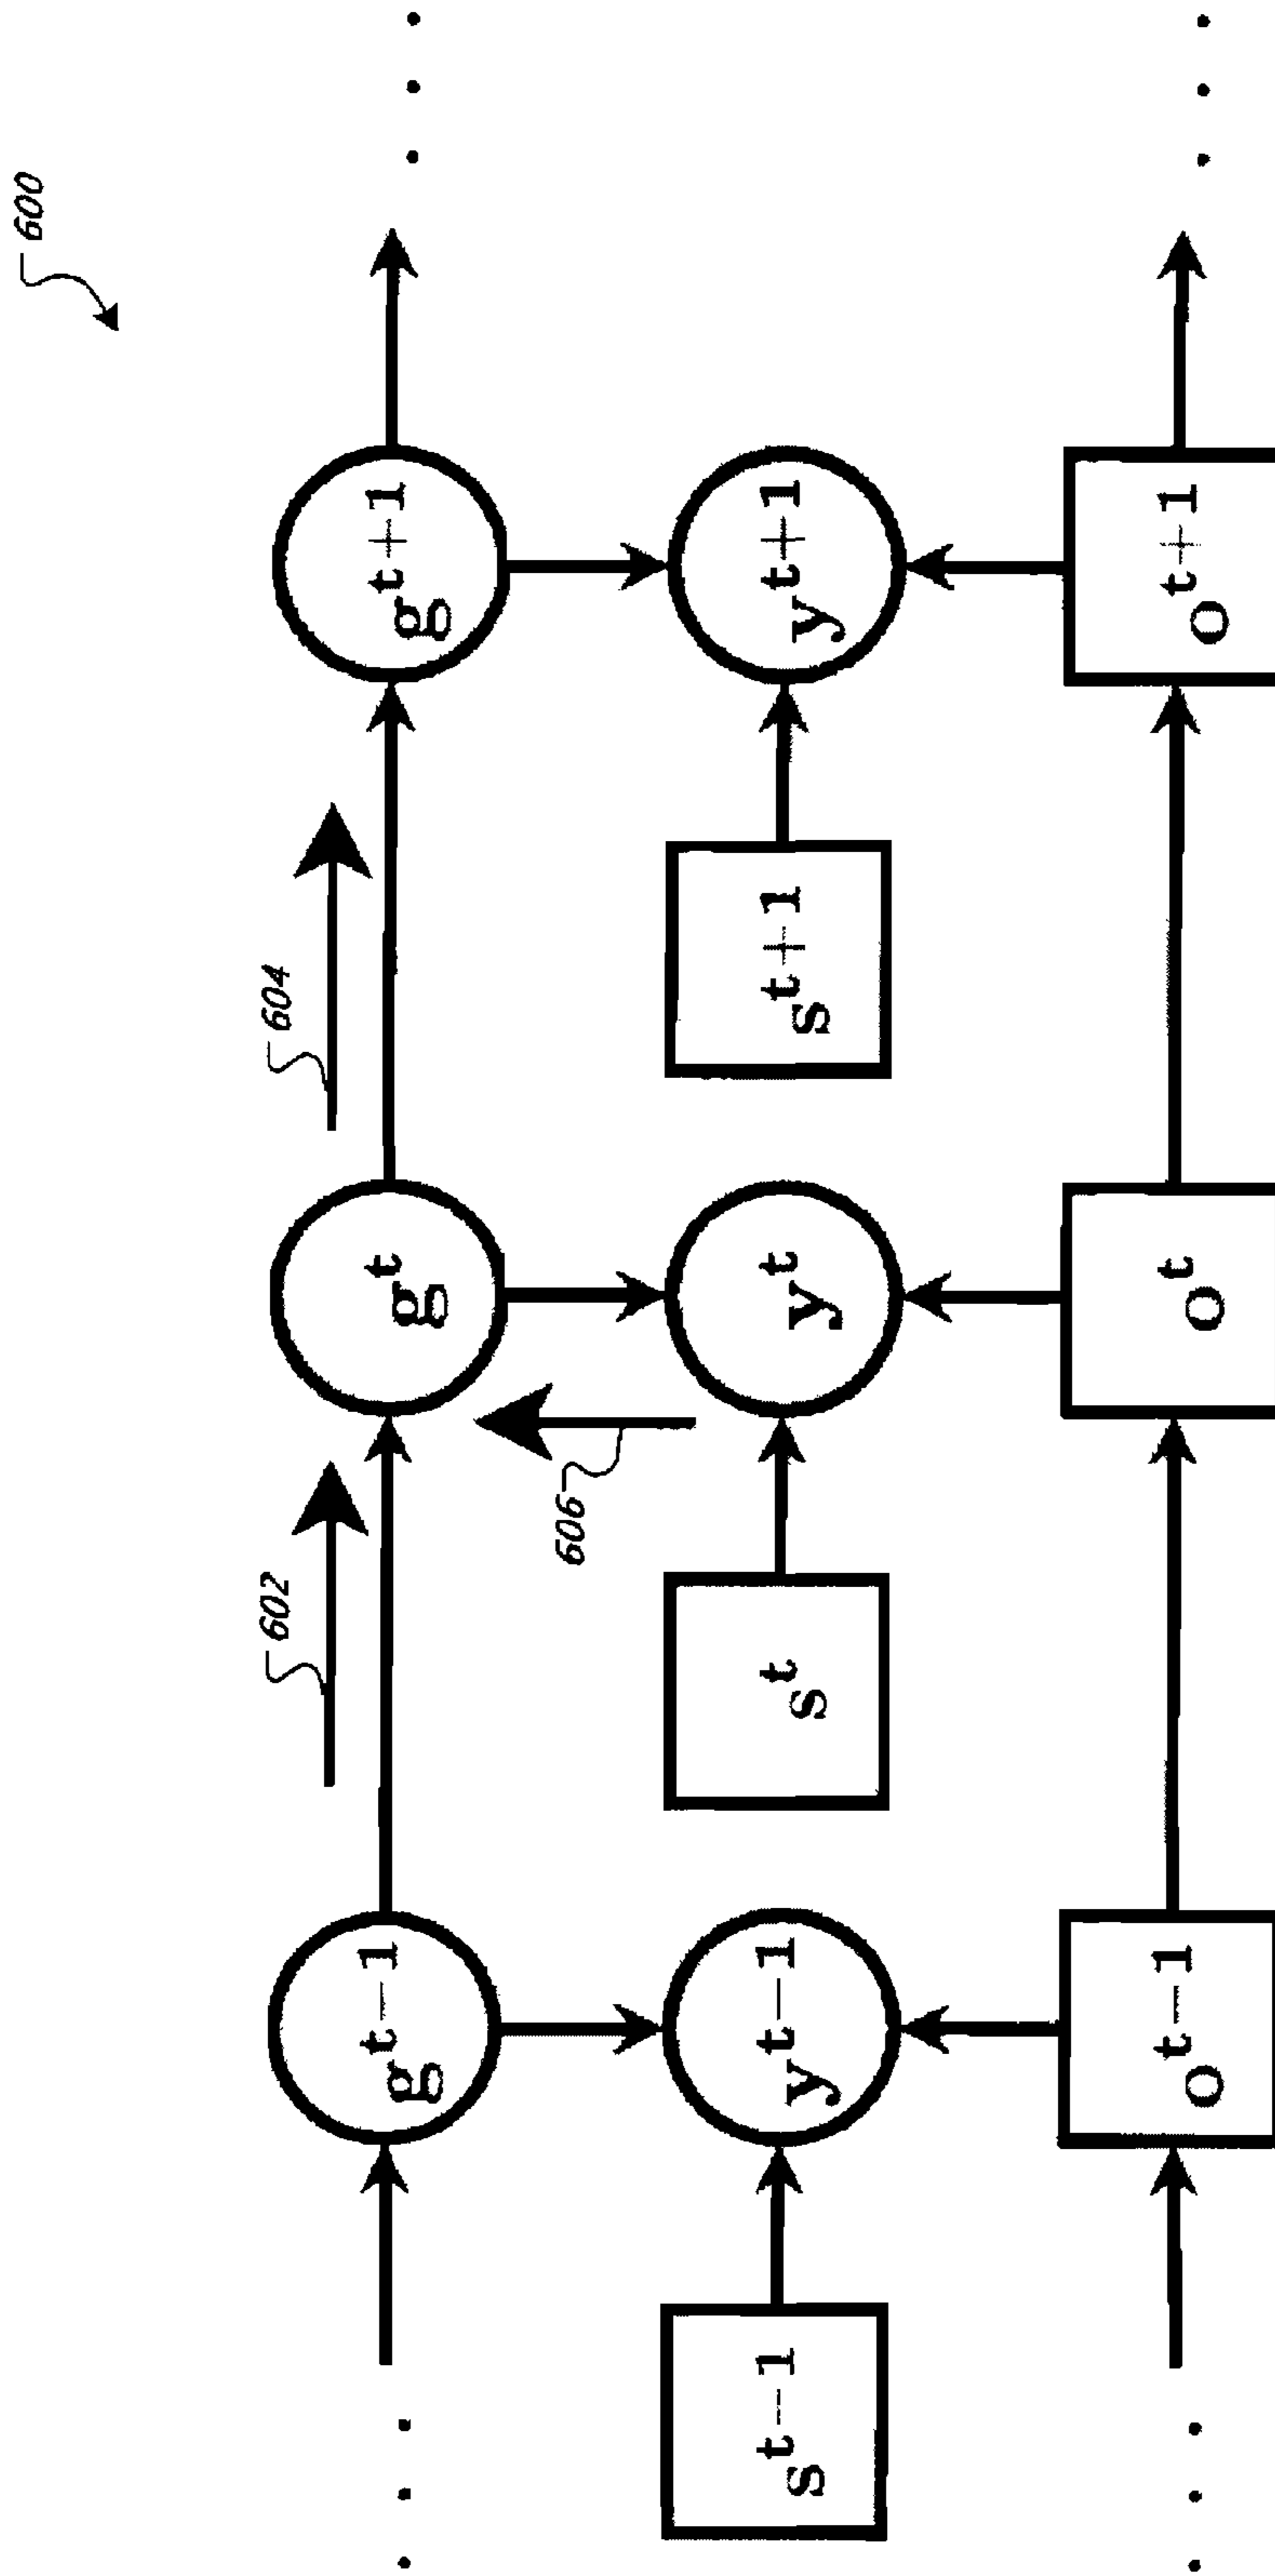 600
602 604
g^{t−1} g^t g^{t+1}
606
s^{t−1} y^{t−1} s^t y^t s^{t+1} y^{t+1}
o^{t−1} o^t o^{t+1}